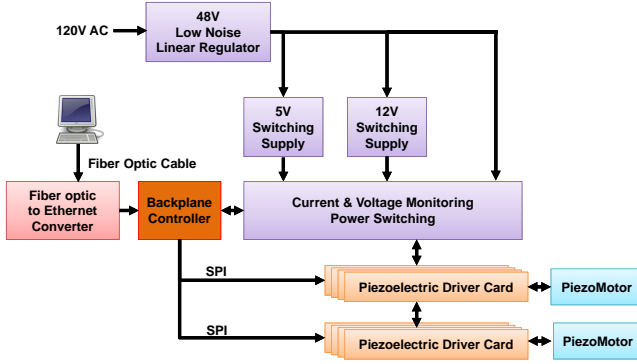 48V
Low Noise
Linear Regulator
120V AC
5V
Switching
Supply
12V
Switching
Supply
Fiber Optic Cable
Fiber optic
to Ethernet
Converter
Backplane
Controller
Current & Voltage Monitoring
Power Switching
SPI
Piezoelectric Driver Card
PiezoMotor
SPI
Piezoelectric Driver Card
PiezoMotor